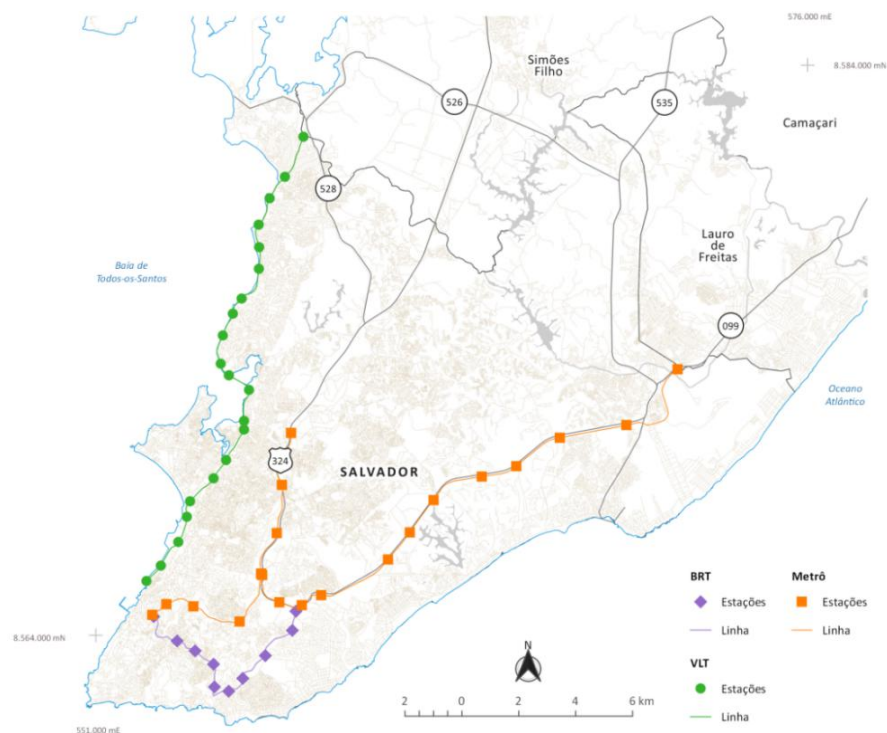 576.000 mE
8.584.000 mN
Simões
Filho
526
535
Camaçari
528
Lauro
de
Freitas
Baia de
Todos-os-Santos
099
Oceano
Atlântico
324
SALVADOR
BRT
Estações
Linha
Metrô
Estações
Linha
VLT
Estações
Linha
8.564.000 mN
N
2 0 2 4 6 km
551.000 mE